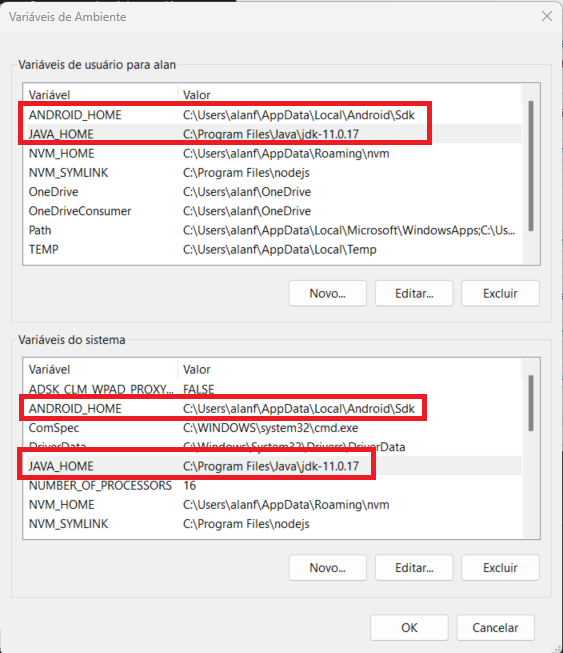 Variáveis de Ambiente
Variáveis de usuário para alan
Variável Valor
ANDROID_HOME C:\Users\alanf\AppData\Local\Android\Sdk
JAVA_HOME C:\Program Files\Java\jdk-11.0.17
NVM_HOME C:\Users\alanf\AppData\Roaming\nvm
NVM_SYMLINK C:\Program Files\nodejs
OneDrive C:\Users\alanf\OneDrive
OneDriveConsumer C:\Users\alanf\OneDrive
Path C:\Users\alanf\AppData\Local\Microsoft\WindowsApps;C:\Us...
TEMP C:\Users\alanf\AppData\Local\Temp
Novo... Editar... Excluir
Variáveis do sistema
Variável Valor
ADSK_CLM_WPAD_PROXY... FALSE
ANDROID_HOME C:\Users\alanf\AppData\Local\Android\Sdk
ComSpec C:\WINDOWS\system32\cmd.exe
DriverData C:\Windows\System32\Drivers\DriverData
JAVA_HOME C:\Program Files\Java\jdk-11.0.17
NUMBER_OF_PROCESSORS 16
NVM_HOME C:\Users\alanf\AppData\Roaming\nvm
NVM_SYMLINK C:\Program Files\nodejs
Novo... Editar... Excluir
OK Cancelar